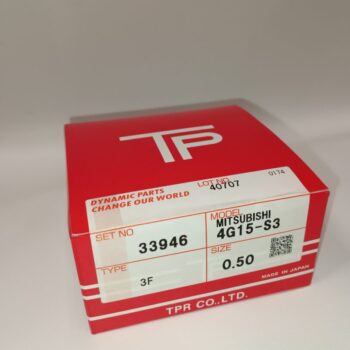 TP
LOT NO.
40707
0174
DYNAMIC PARTS
CHANGE OUR WORLD
SET NO
33946
MODEL
MITSUBISHI
4G15-S3
TYPE
3F
SIZE
0.50
MADE IN JAPAN
TPR CO.,LTD.